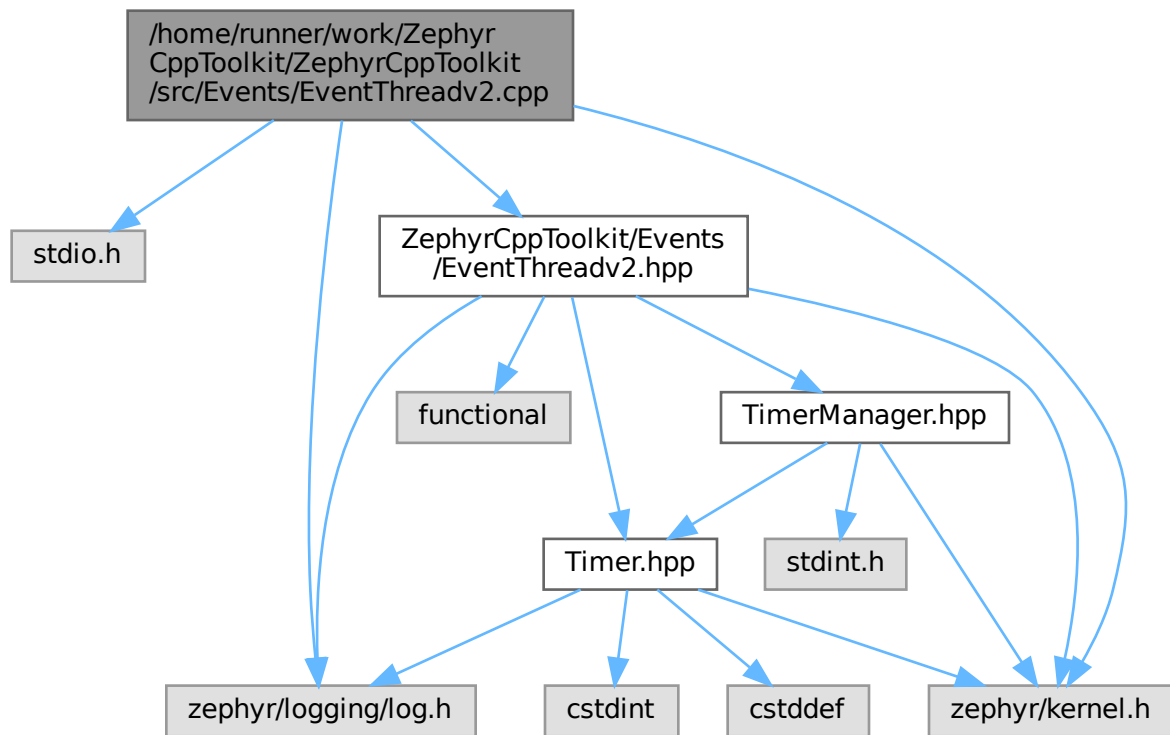 /home/runner/work/Zephyr
CppToolkit/ZephyrCppToolkit
/src/Events/EventThreadv2.cpp
stdio.h
ZephyrCppToolkit/Events
/EventThreadv2.hpp
functional
TimerManager.hpp
Timer.hpp
stdint.h
zephyr/logging/log.h
cstdint
cstddef
zephyr/kernel.h